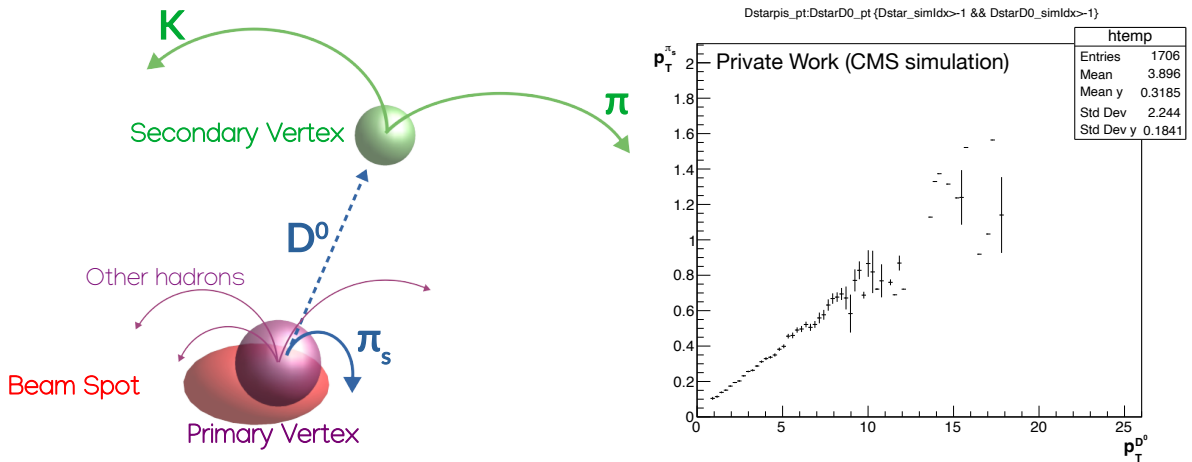 K
π
Secondary Vertex
D⁰
Other hadrons
πs
Beam Spot
Primary Vertex
Dstarpis_pt:DstarD0_pt {Dstar_simIdx>-1 && DstarD0_simIdx>-1}
htemp
Entries 1706
Mean 3.896
Mean y 0.3185
Std Dev 2.244
Std Dev y 0.1841
p_T^{π_s}
Private Work (CMS simulation)
2
1.8
1.6
1.4
1.2
1
0.8
0.6
0.4
0.2
0
0 5 10 15 20 25
p_T^{D⁰}